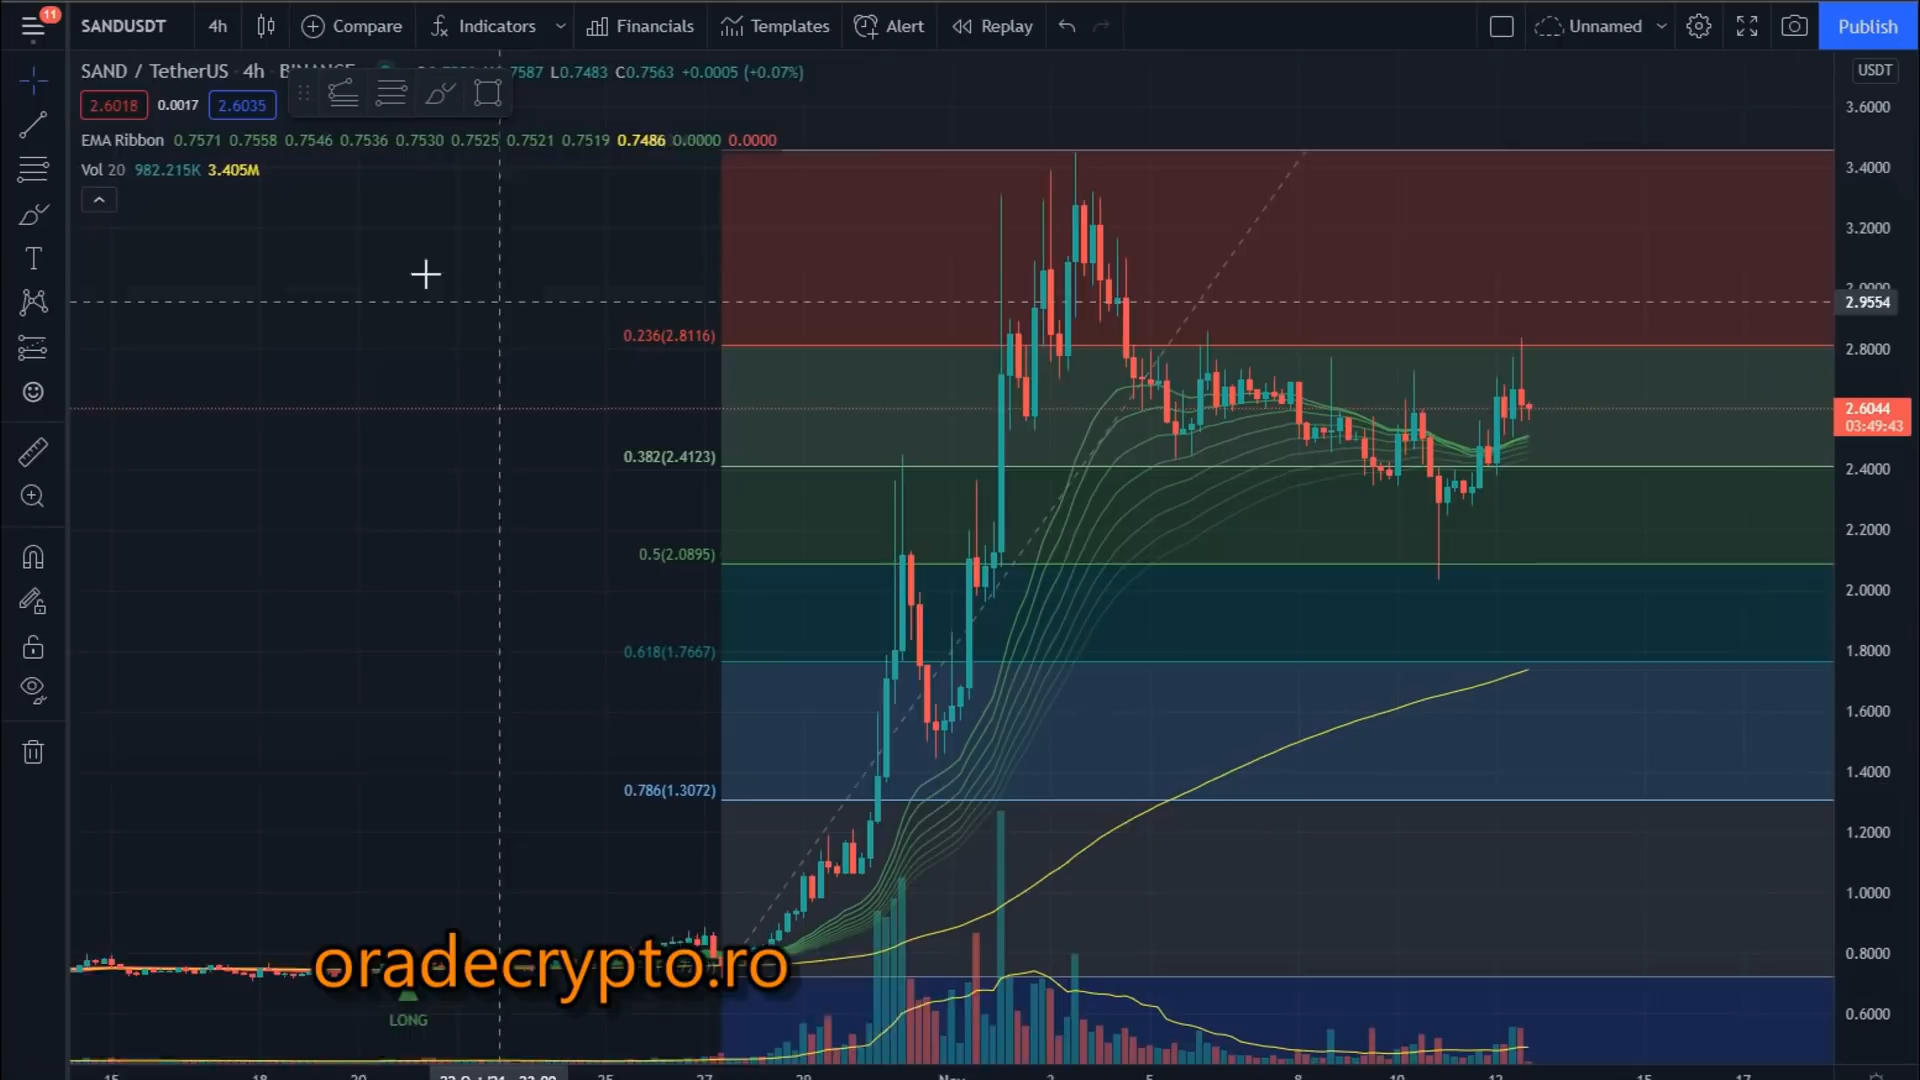 11
SANDUSDT 4h Compare Indicators Financials Templates Alert Replay Unnamed Publish
SAND / TetherUS 4h 7587 L0.7483 C0.7563 +0.0005 (+0.07%)
USDT
2.6018 0.0017 2.6035
EMA Ribbon 0.7571 0.7558 0.7546 0.7536 0.7530 0.7525 0.7521 0.7519 0.7486 0.0000 0.0000
Vol 20 982.215K 3.405M
3.6000
3.4000
3.2000
2.9554
0.236(2.8116)
2.8000
2.6044
03:49:43
0.382(2.4123)
2.4000
2.2000
0.5(2.0895)
2.0000
0.618(1.7667)
1.8000
1.6000
0.786(1.3072)
1.4000
1.2000
1.0000
0.8000
oradecrypto.ro
LONG
0.6000